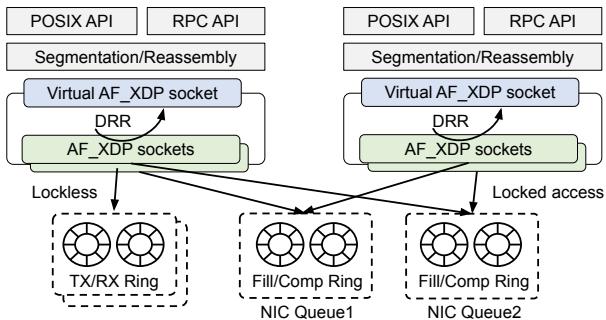 POSIX API RPC API POSIX API RPC API
Segmentation/Reassembly Segmentation/Reassembly
Virtual AF_XDP socket Virtual AF_XDP socket
DRR DRR
AF_XDP sockets AF_XDP sockets
Lockless Locked access
TX/RX Ring Fill/Comp Ring Fill/Comp Ring
NIC Queue1 NIC Queue2